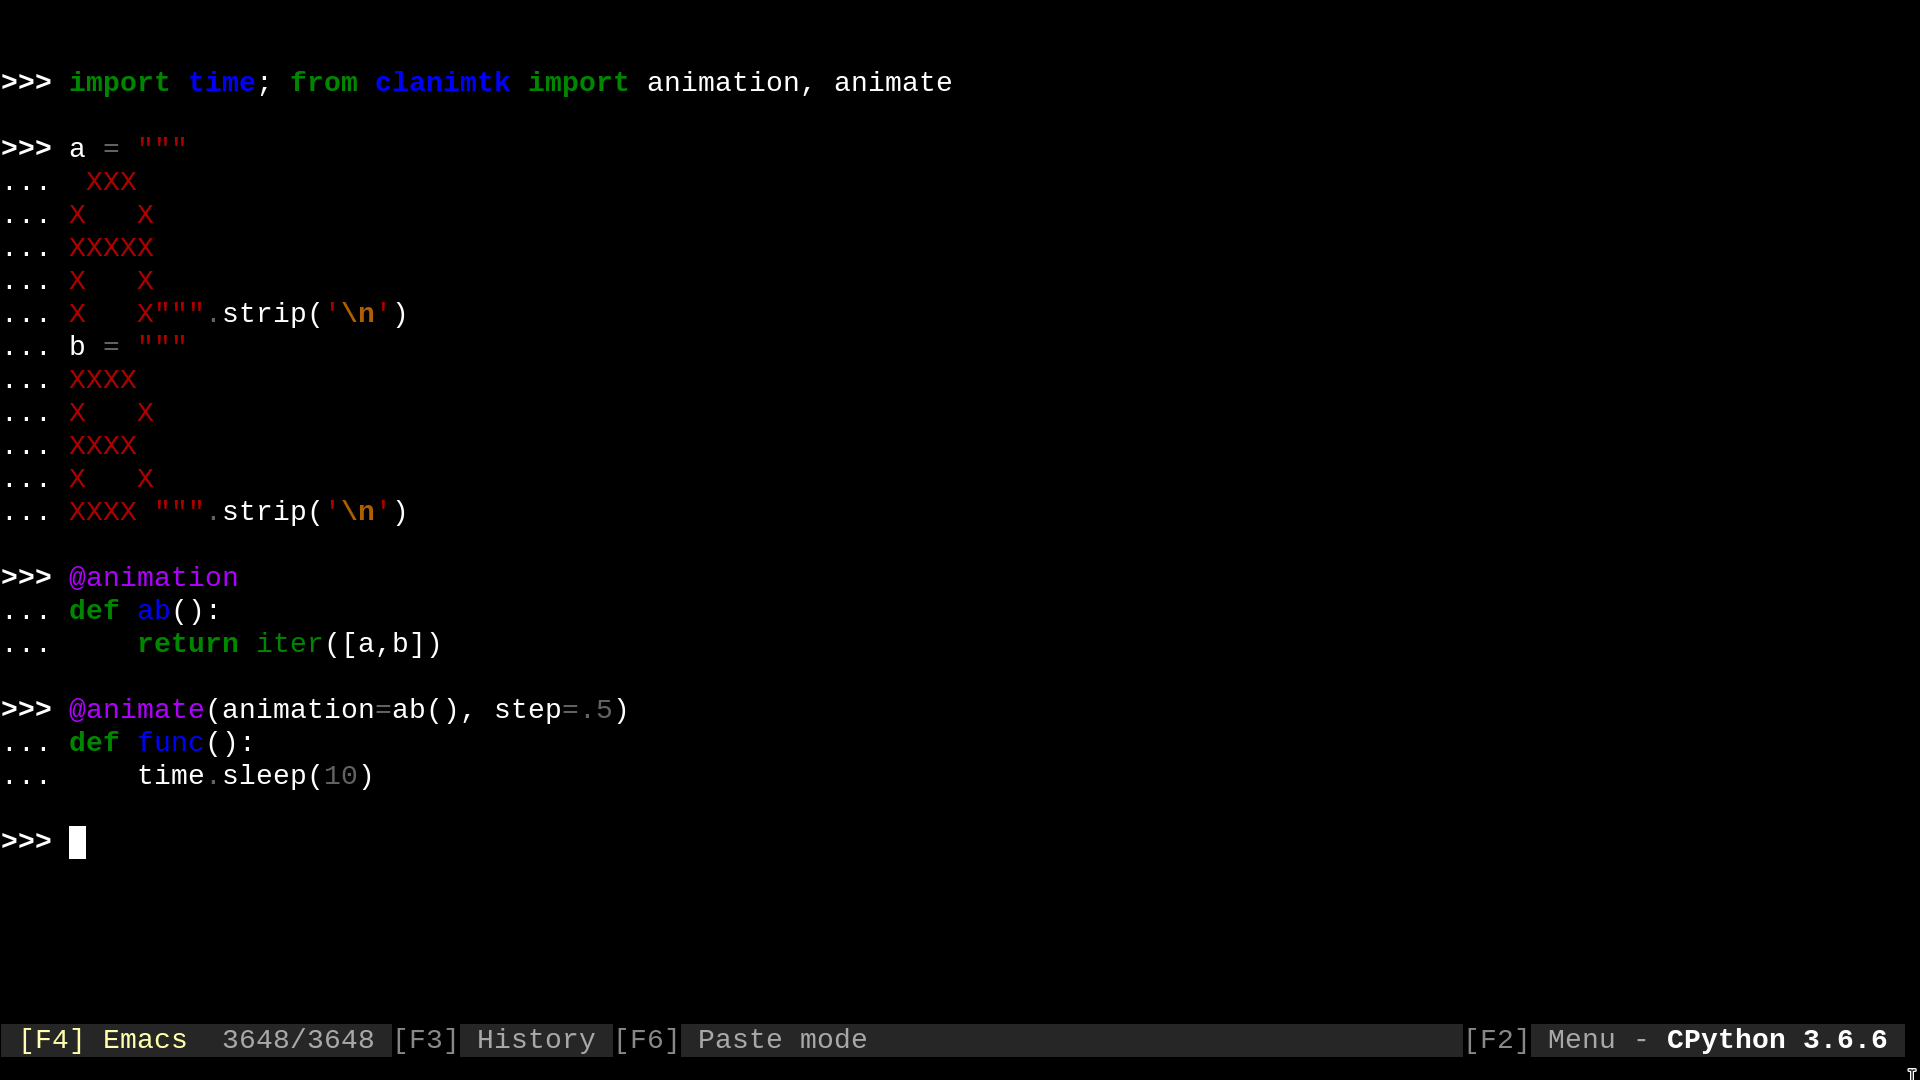 >>> import time; from clanimtk import animation, animate
>>> a = """
...  XXX
... X   X
... XXXXX
... X   X
... X   X""".strip('\n')
... b = """
... XXXX
... X   X
... XXXX
... X   X
... XXXX """.strip('\n')
>>> @animation
... def ab():
...     return iter([a,b])
>>> @animate(animation=ab(), step=.5)
... def func():
...     time.sleep(10)
>>>
[F4] Emacs  3648/3648 [F3] History [F6] Paste mode [F2] Menu - CPython 3.6.6